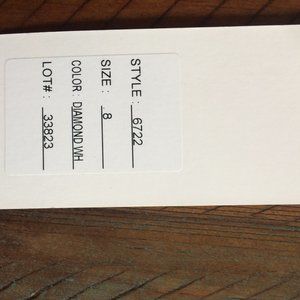 STYLE: 6722
SIZE: 8
COLOR: DIAMOND WH
LOT#: 33823